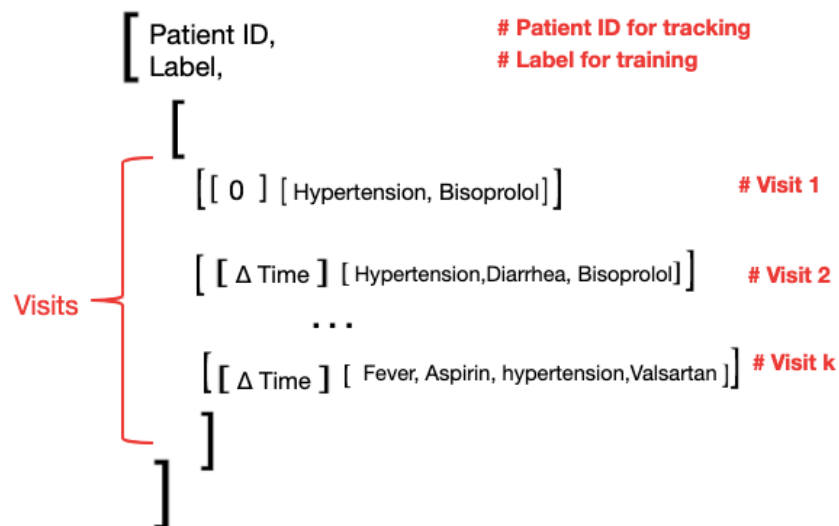 [ Patient ID, # Patient ID for tracking
Label, # Label for training
[
[[ 0 ] [Hypertension, Bisoprolol]] # Visit 1
[[ Δ Time ] [Hypertension,Diarrhea, Bisoprolol]] # Visit 2
Visits
...
[[ Δ Time ] [ Fever, Aspirin, hypertension,Valsartan ]] # Visit k
]
]